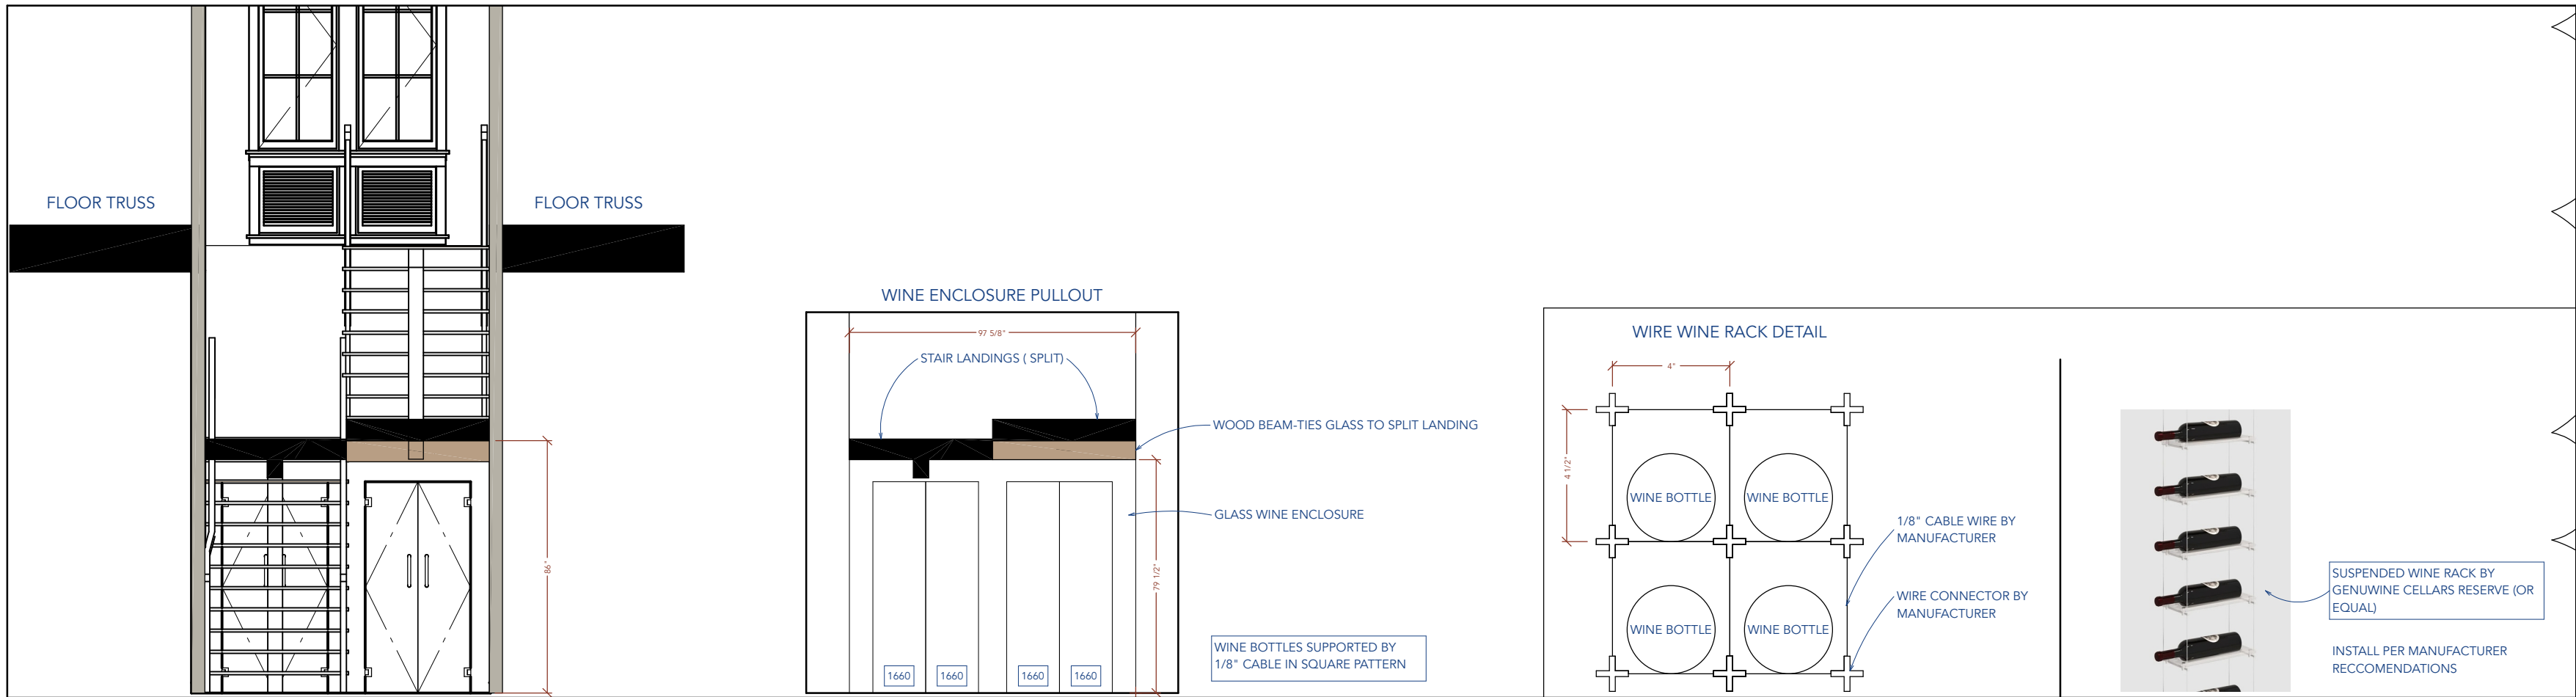 FLOOR TRUSS
FLOOR TRUSS
86"
WINE ENCLOSURE PULLOUT
97 5/8"
STAIR LANDINGS ( SPLIT)
WOOD BEAM-TIES GLASS TO SPLIT LANDING
GLASS WINE ENCLOSURE
79 1/2"
WINE BOTTLES SUPPORTED BY
1/8" CABLE IN SQUARE PATTERN
1660
1660
1660
1660
WIRE WINE RACK DETAIL
4"
4 1/2"
WINE BOTTLE
WINE BOTTLE
WINE BOTTLE
WINE BOTTLE
1/8" CABLE WIRE BY
MANUFACTURER
WIRE CONNECTOR BY
MANUFACTURER
SUSPENDED WINE RACK BY
GENUWINE CELLARS RESERVE (OR
EQUAL)
INSTALL PER MANUFACTURER
RECCOMENDATIONS